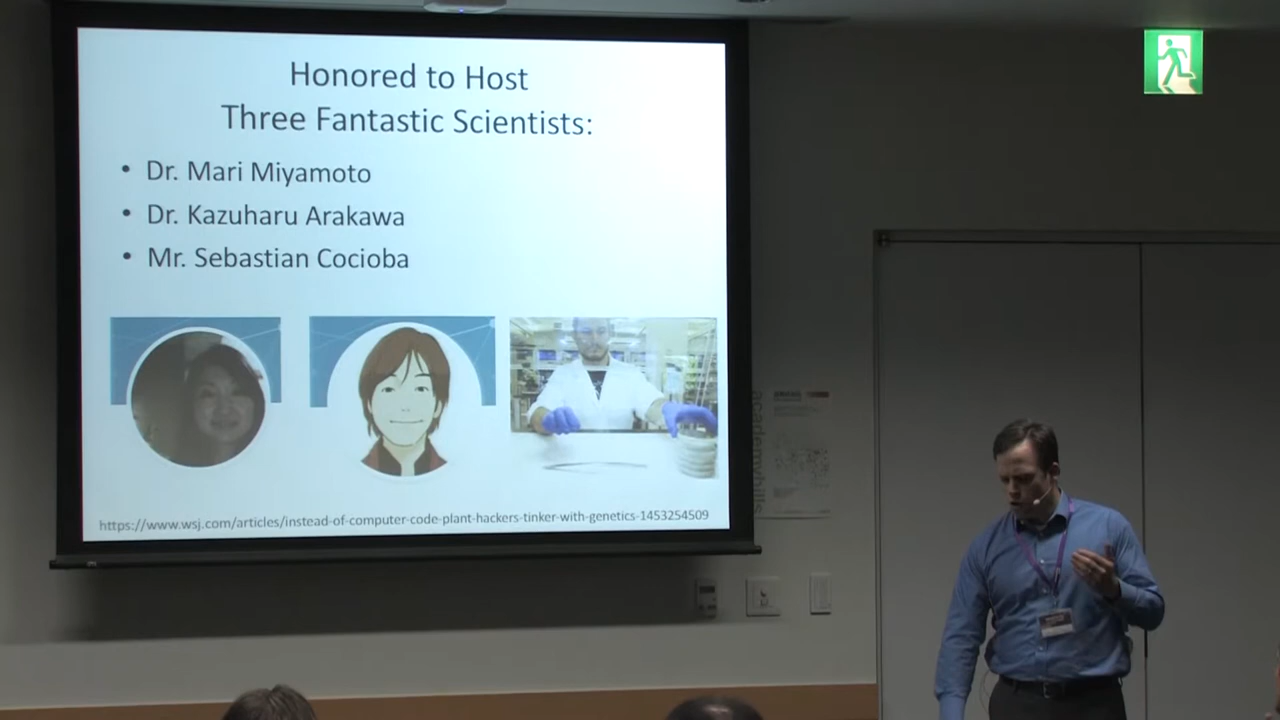 Honored to Host
Three Fantastic Scientists:
• Dr. Mari Miyamoto
• Dr. Kazuharu Arakawa
• Mr. Sebastian Cocioba
https://www.wsj.com/articles/instead-of-computer-code-plant-hackers-tinker-with-genetics-1453254509
academyhills